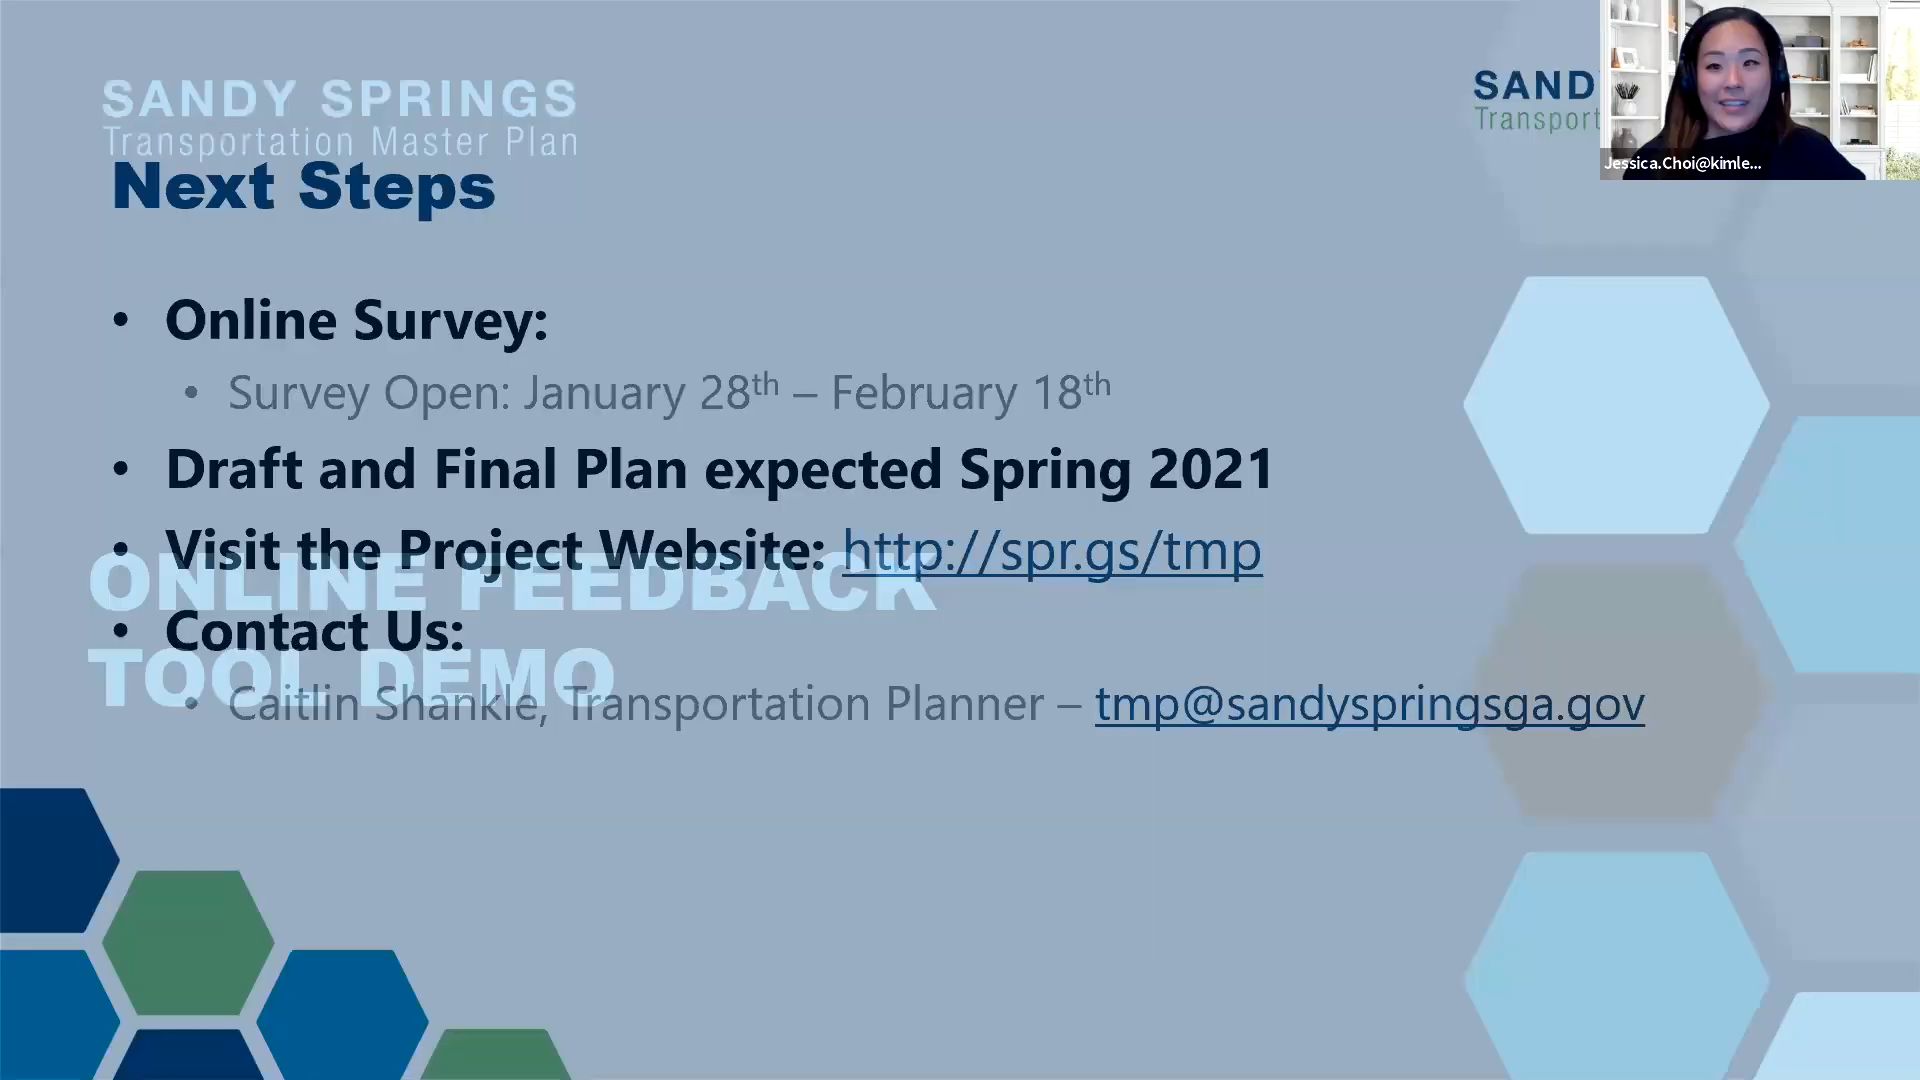 SANDY SPRINGS
Transportation Master Plan
SAND
Transport
Jessica.Choi@kimle...
Next Steps
• Online Survey:
• Survey Open: January 28th – February 18th
• Draft and Final Plan expected Spring 2021
• Visit the Project Website: http://spr.gs/tmp
ONLINE FEEDBACK
• Contact Us:
TOOL DEMO
• Caitlin Shankle, Transportation Planner – tmp@sandyspringsga.gov